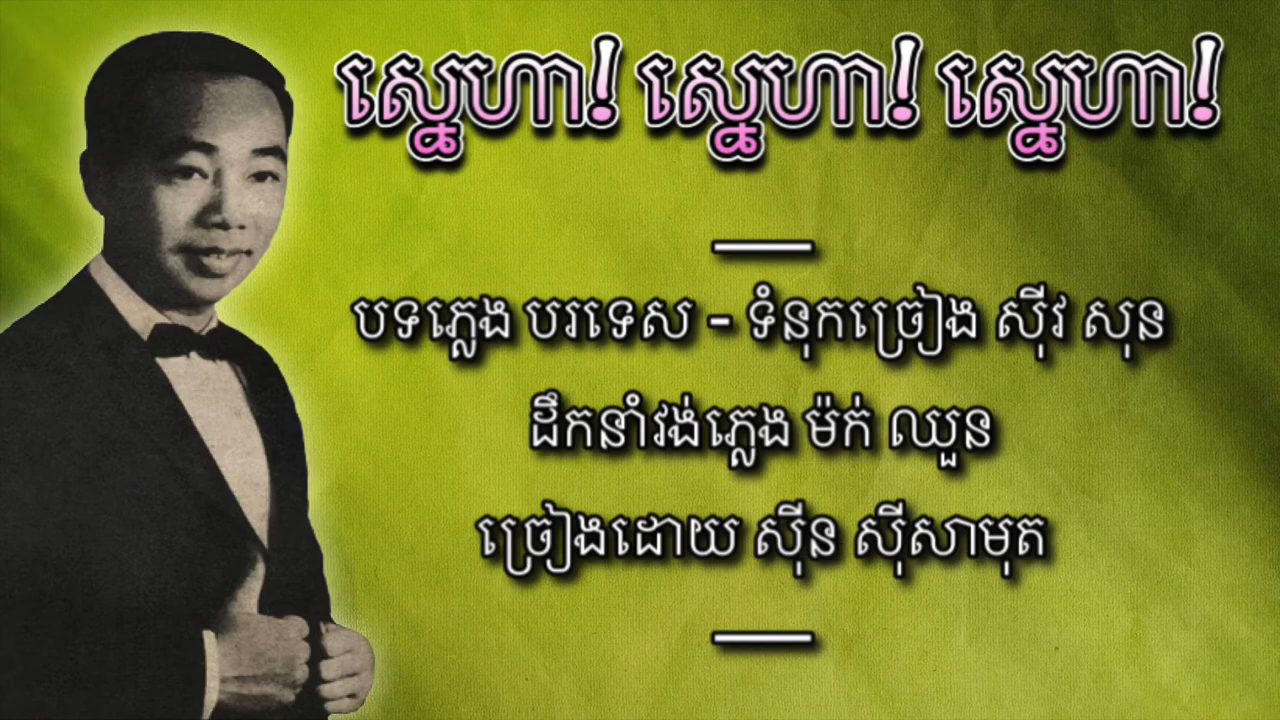 ស្នេហា! ស្នេហា! ស្នេហា!
បទភ្លេង បរទេស - ទំនុកច្រៀង ស៊ីវ សុន
ដឹកនាំវង់ភ្លេង ម៉ក់ ឈួន
ច្រៀងដោយ ស៊ីន ស៊ីសាមុត